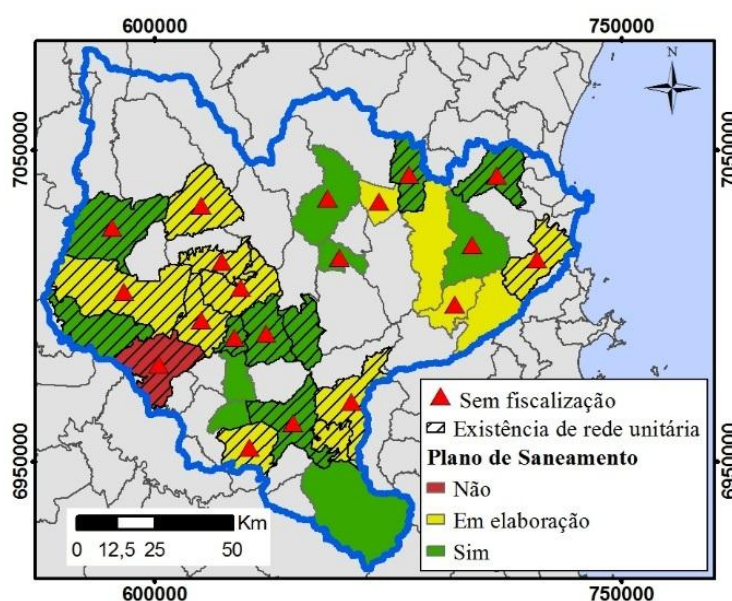 600000 750000
N
7050000 7050000
6950000 6950000
Sem fiscalização
Existência de rede unitária
Plano de Saneamento
Não
Em elaboração
Sim
Km
0 12,5 25 50
600000 750000